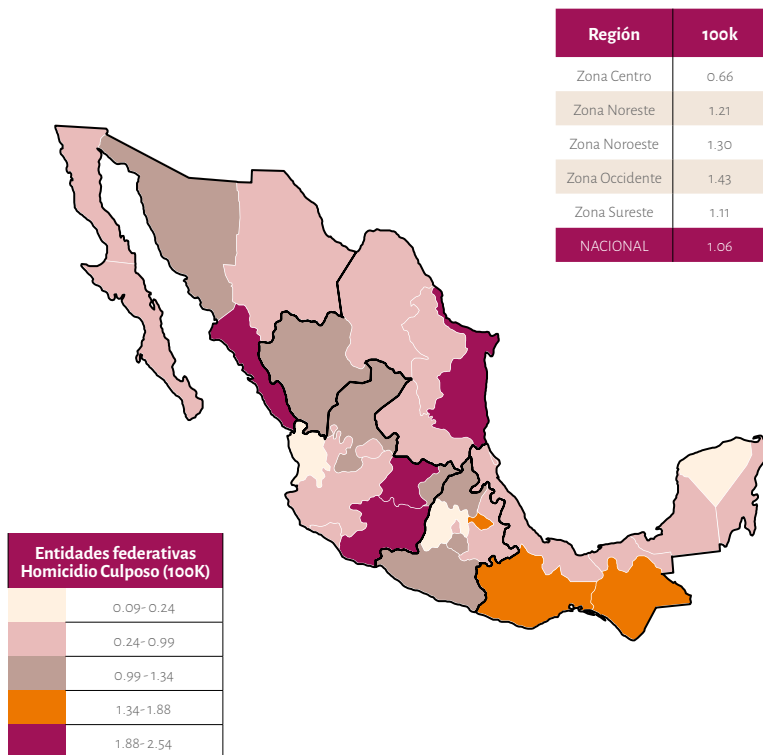 Región 100k
Zona Centro 0.66
Zona Noreste 1.21
Zona Noroeste 1.30
Zona Occidente 1.43
Zona Sureste 1.11
NACIONAL 1.06
Entidades federativas
Homicidio Culposo (100K)
0.09-0.24
0.24-0.99
0.99-1.34
1.34-1.88
1.88-2.54